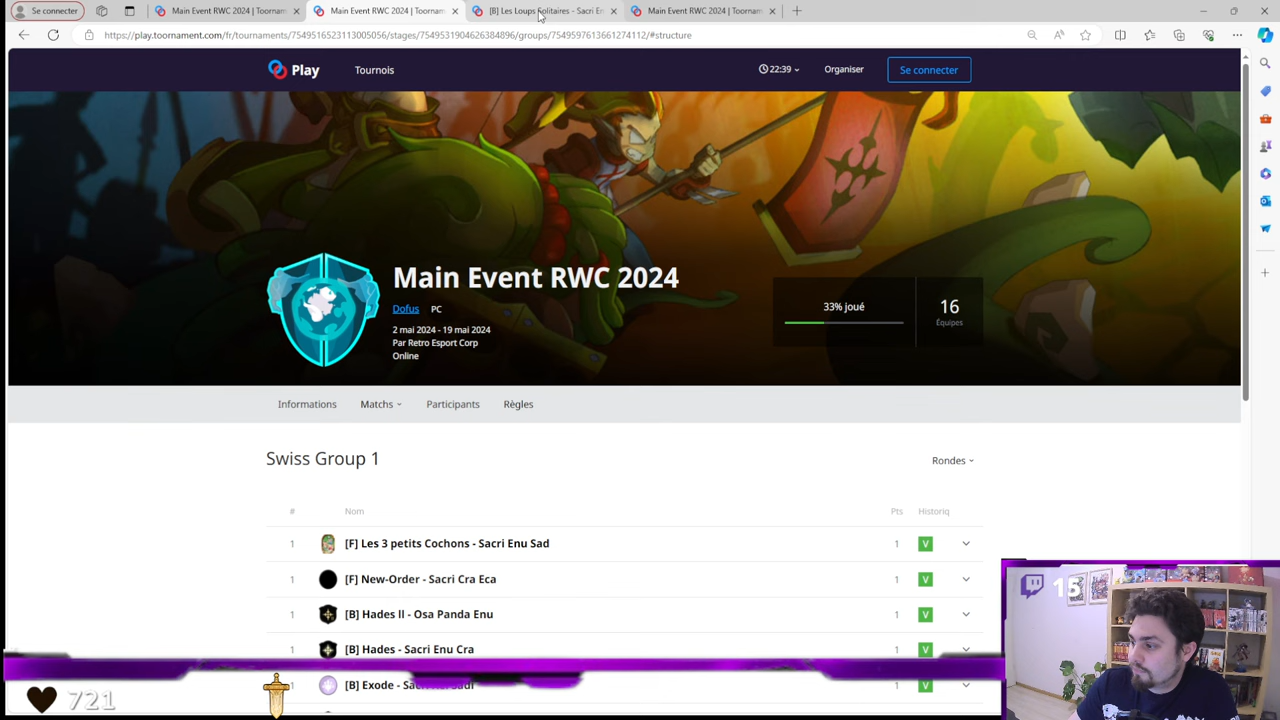 Se connecter
Main Event RWC 2024 | Toornam
Main Event RWC 2024 | Toornam
[B] Les Loups Solitaires - Sacri En
Main Event RWC 2024 | Toornam
https://play.toornament.com/fr/tournaments/7549516523113005056/stages/7549531904626384896/groups/7549597613661274112/#structure
Play
Tournois
22:39
Organiser
Se connecter
Main Event RWC 2024
Dofus PC
2 mai 2024 - 19 mai 2024
Par Retro Esport Corp
Online
33% joué
16
Équipes
Informations
Matchs
Participants
Règles
Swiss Group 1
Rondes
# Nom Pts Historiq
1 [F] Les 3 petits Cochons - Sacri Enu Sad 1 V
1 [F] New-Order - Sacri Cra Eca 1 V
1 [B] Hades II - Osa Panda Enu 1 V
1 [B] Hades - Sacri Enu Cra 1 V
1 [B] Exode - 1 V
15
721